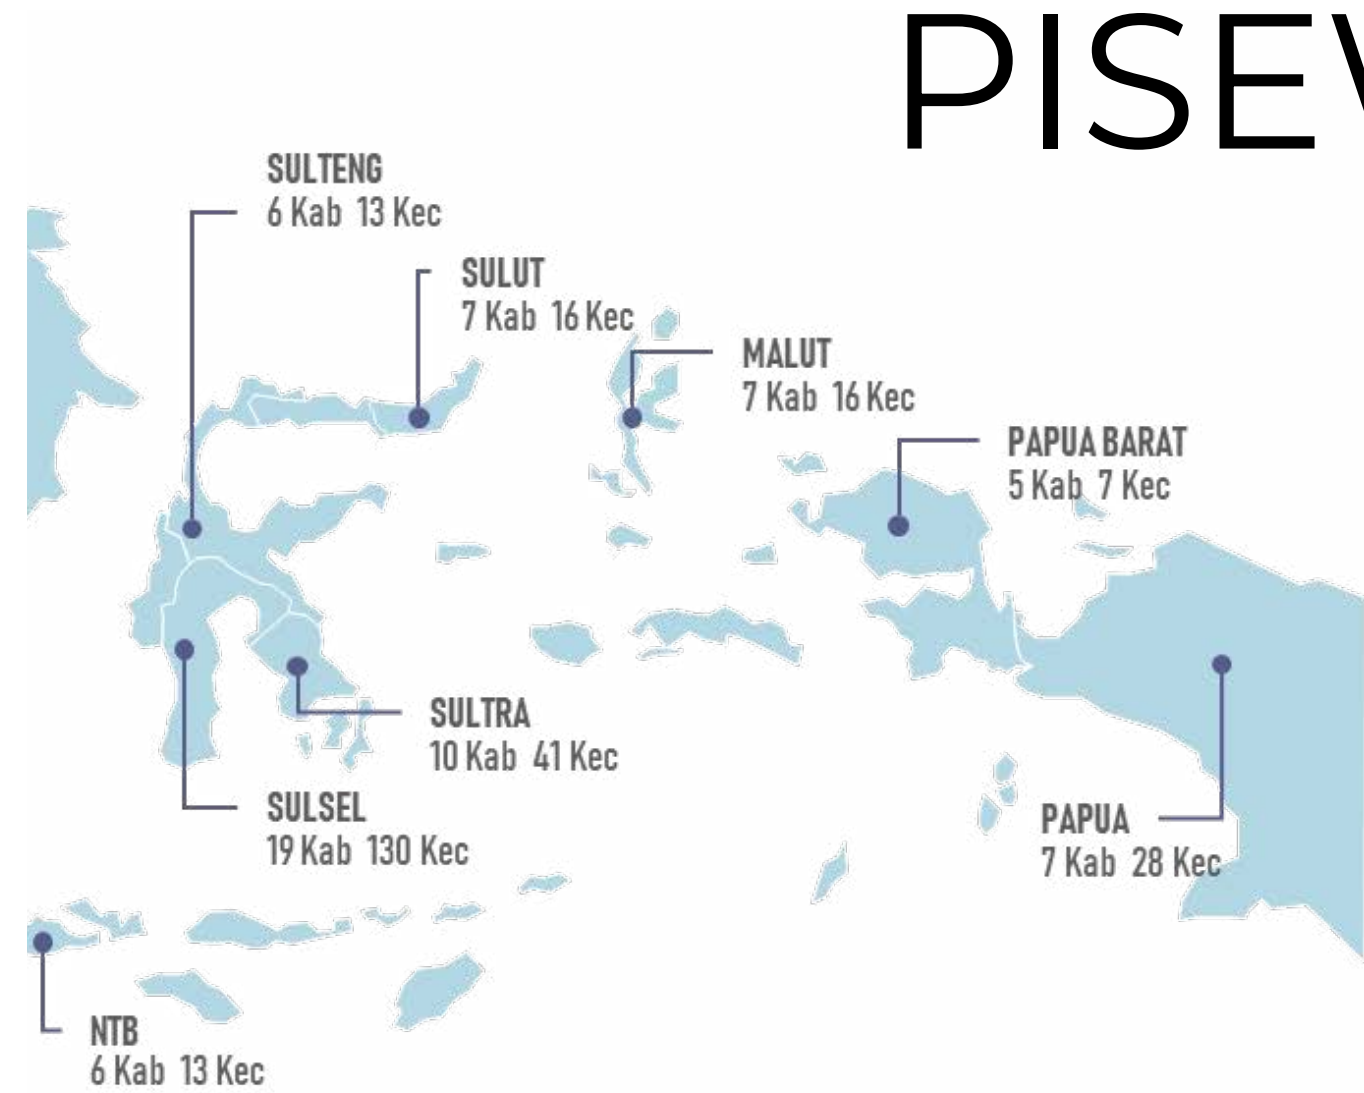 PISEW
SULTENG
6 Kab 13 Kec
SULUT
7 Kab 16 Kec
MALUT
7 Kab 16 Kec
PAPUA BARAT
5 Kab 7 Kec
SULTRA
10 Kab 41 Kec
SULSEL
19 Kab 130 Kec
PAPUA
7 Kab 28 Kec
NTB
6 Kab 13 Kec